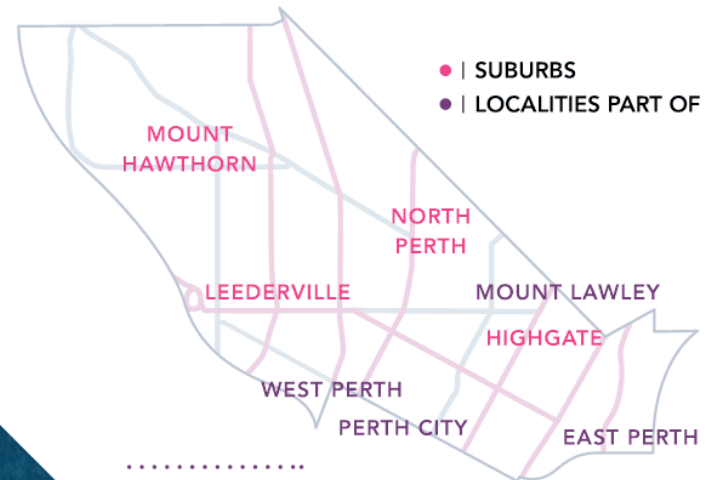 | SUBURBS
| LOCALITIES PART OF
MOUNT
HAWTHORN
NORTH
PERTH
LEEDERVILLE
MOUNT LAWLEY
HIGHGATE
WEST PERTH
PERTH CITY
EAST PERTH